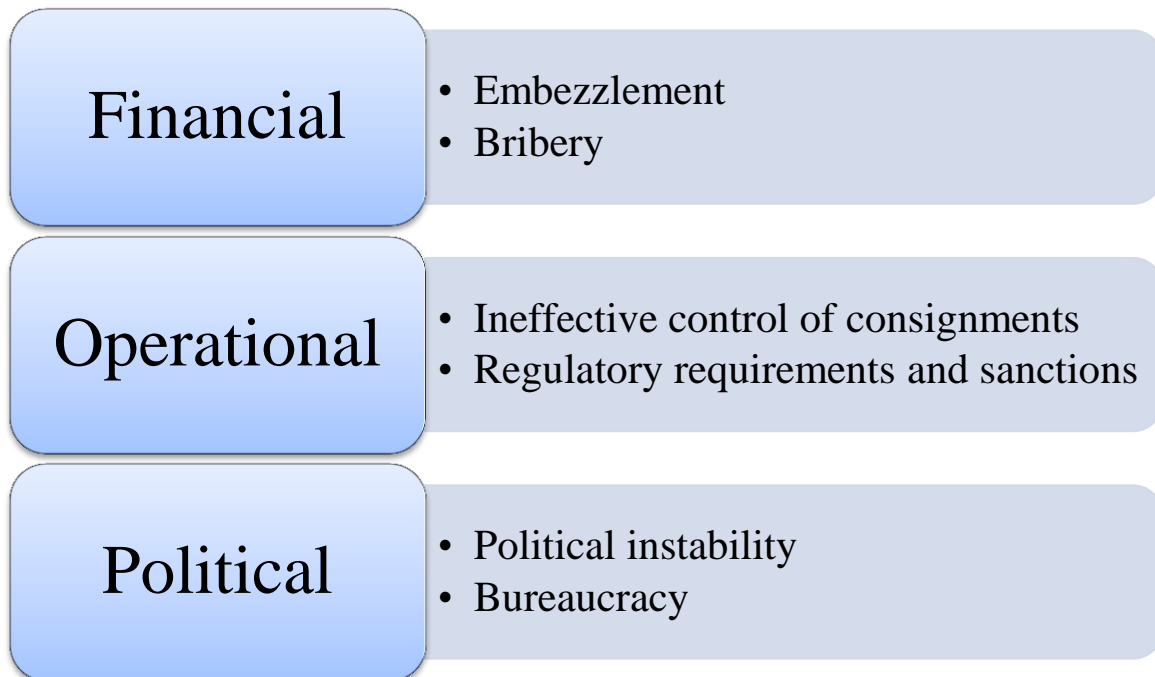 Financial
• Embezzlement
• Bribery
Operational
• Ineffective control of consignments
• Regulatory requirements and sanctions
Political
• Political instability
• Bureaucracy